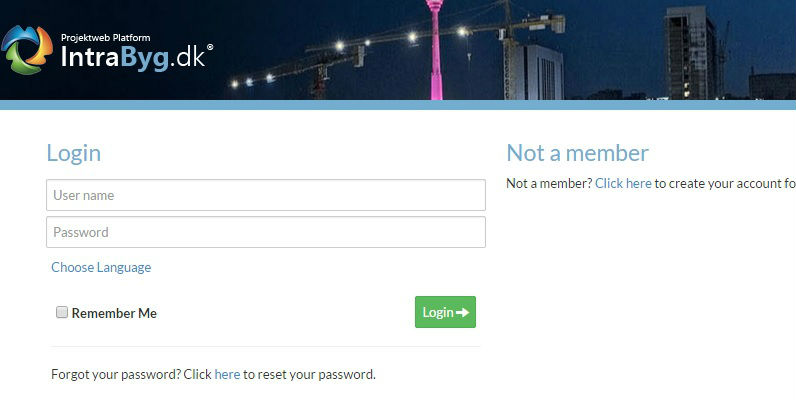 Projektweb Platform
IntraByg.dk®
Login
User name
Password
Choose Language
Remember Me
Login
Forgot your password? Click here to reset your password.
Not a member
Not a member? Click here to create your account fo